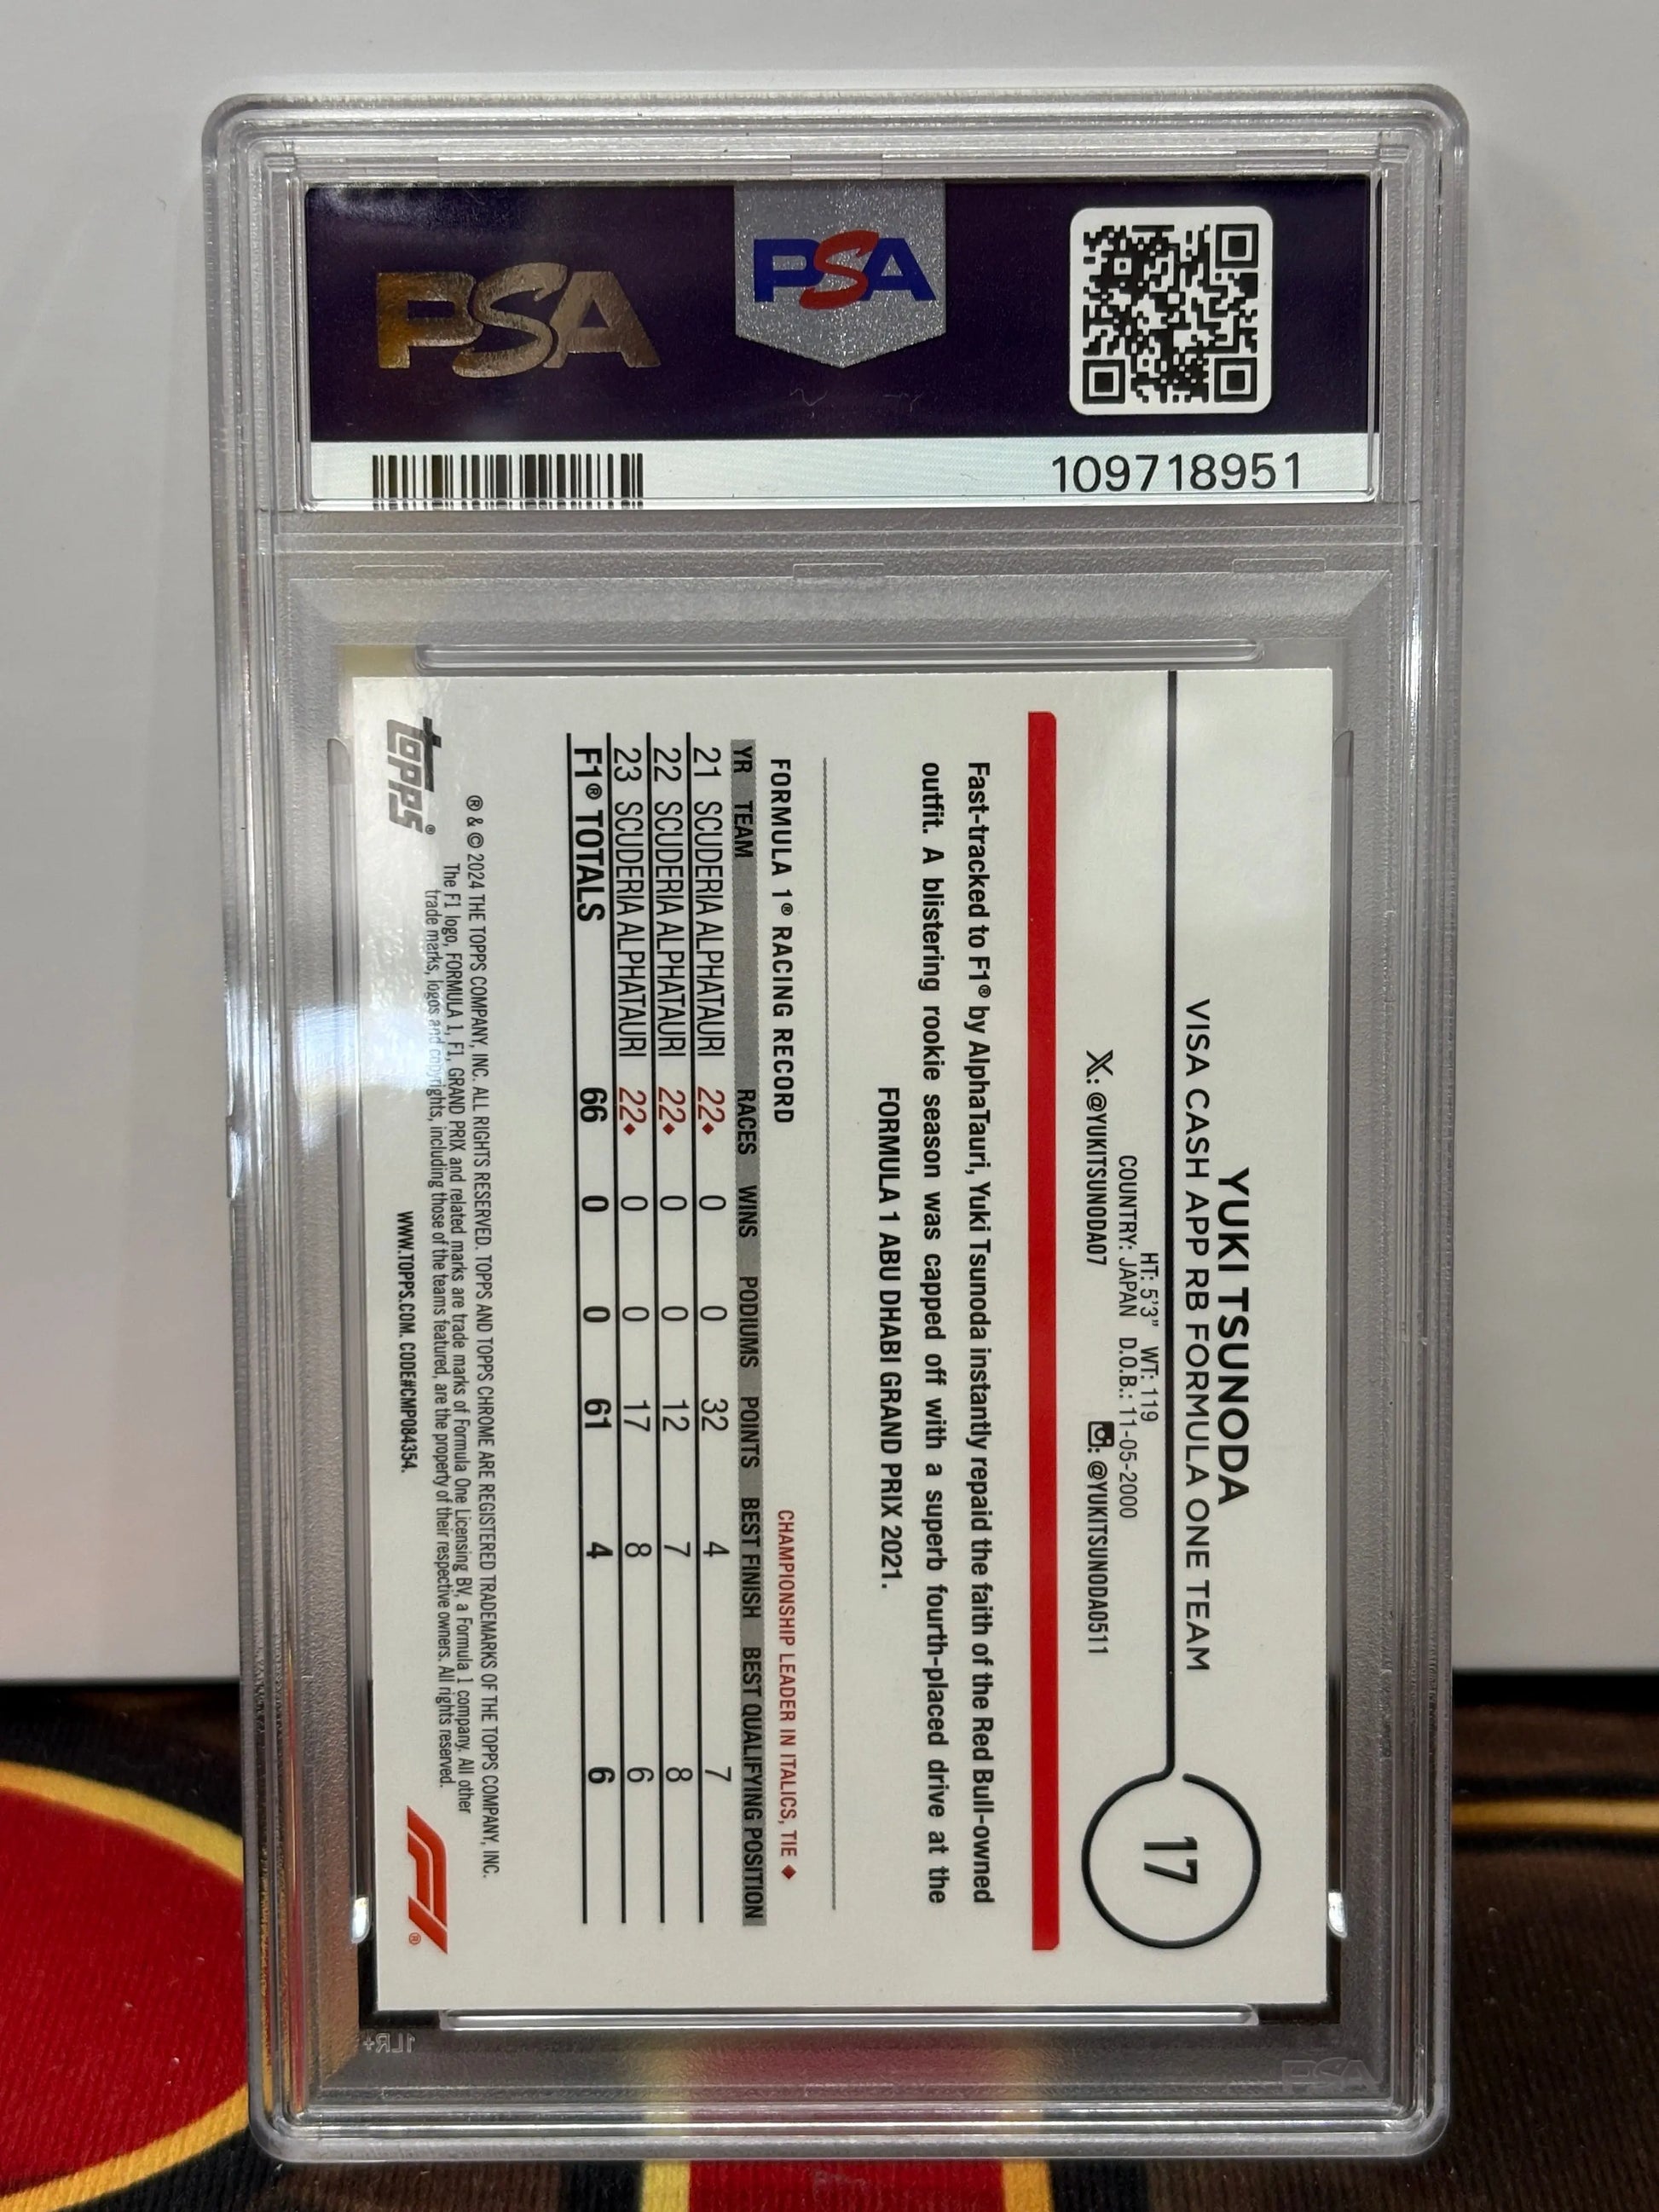 PSA
PSA
109718951
17
YUKI TSUNODA
VISA CASH APP RB FORMULA ONE TEAM
HT: 5'3" WT: 119
COUNTRY: JAPAN D.O.B.: 11-05-2000
X: @YUKITSUNODA07 : @YUKITSUNODA0511
Fast-tracked to F1® by AlphaTauri, Yuki Tsunoda instantly repaid the faith of the Red Bull-owned
outfit. A blistering rookie season was capped off with a superb fourth-placed drive at the
FORMULA 1 ABU DHABI GRAND PRIX 2021.
FORMULA 1® RACING RECORD CHAMPIONSHIP LEADER IN ITALICS, TIE ♦
YR TEAM RACES WINS PODIUMS POINTS BEST FINISH BEST QUALIFYING POSITION
21 SCUDERIA ALPHATAURI 22♦ 0 0 32 4 7
22 SCUDERIA ALPHATAURI 22♦ 0 0 12 7 8
23 SCUDERIA ALPHATAURI 22♦ 0 0 17 8 6
F1® TOTALS 66 0 0 61 4 6
® & © 2024 THE TOPPS COMPANY, INC. ALL RIGHTS RESERVED. TOPPS AND TOPPS CHROME ARE REGISTERED TRADEMARKS OF THE TOPPS COMPANY, INC.
The F1 logo, FORMULA 1, F1, GRAND PRIX and related marks are trade marks of Formula One Licensing BV, a Formula 1 company. All other
trade marks, logos and copyrights, including those of the teams featured, are the property of their respective owners. All rights reserved.
topps®
WWW.TOPPS.COM. CODE#CMP084354.
F1®
1LR+
PSA